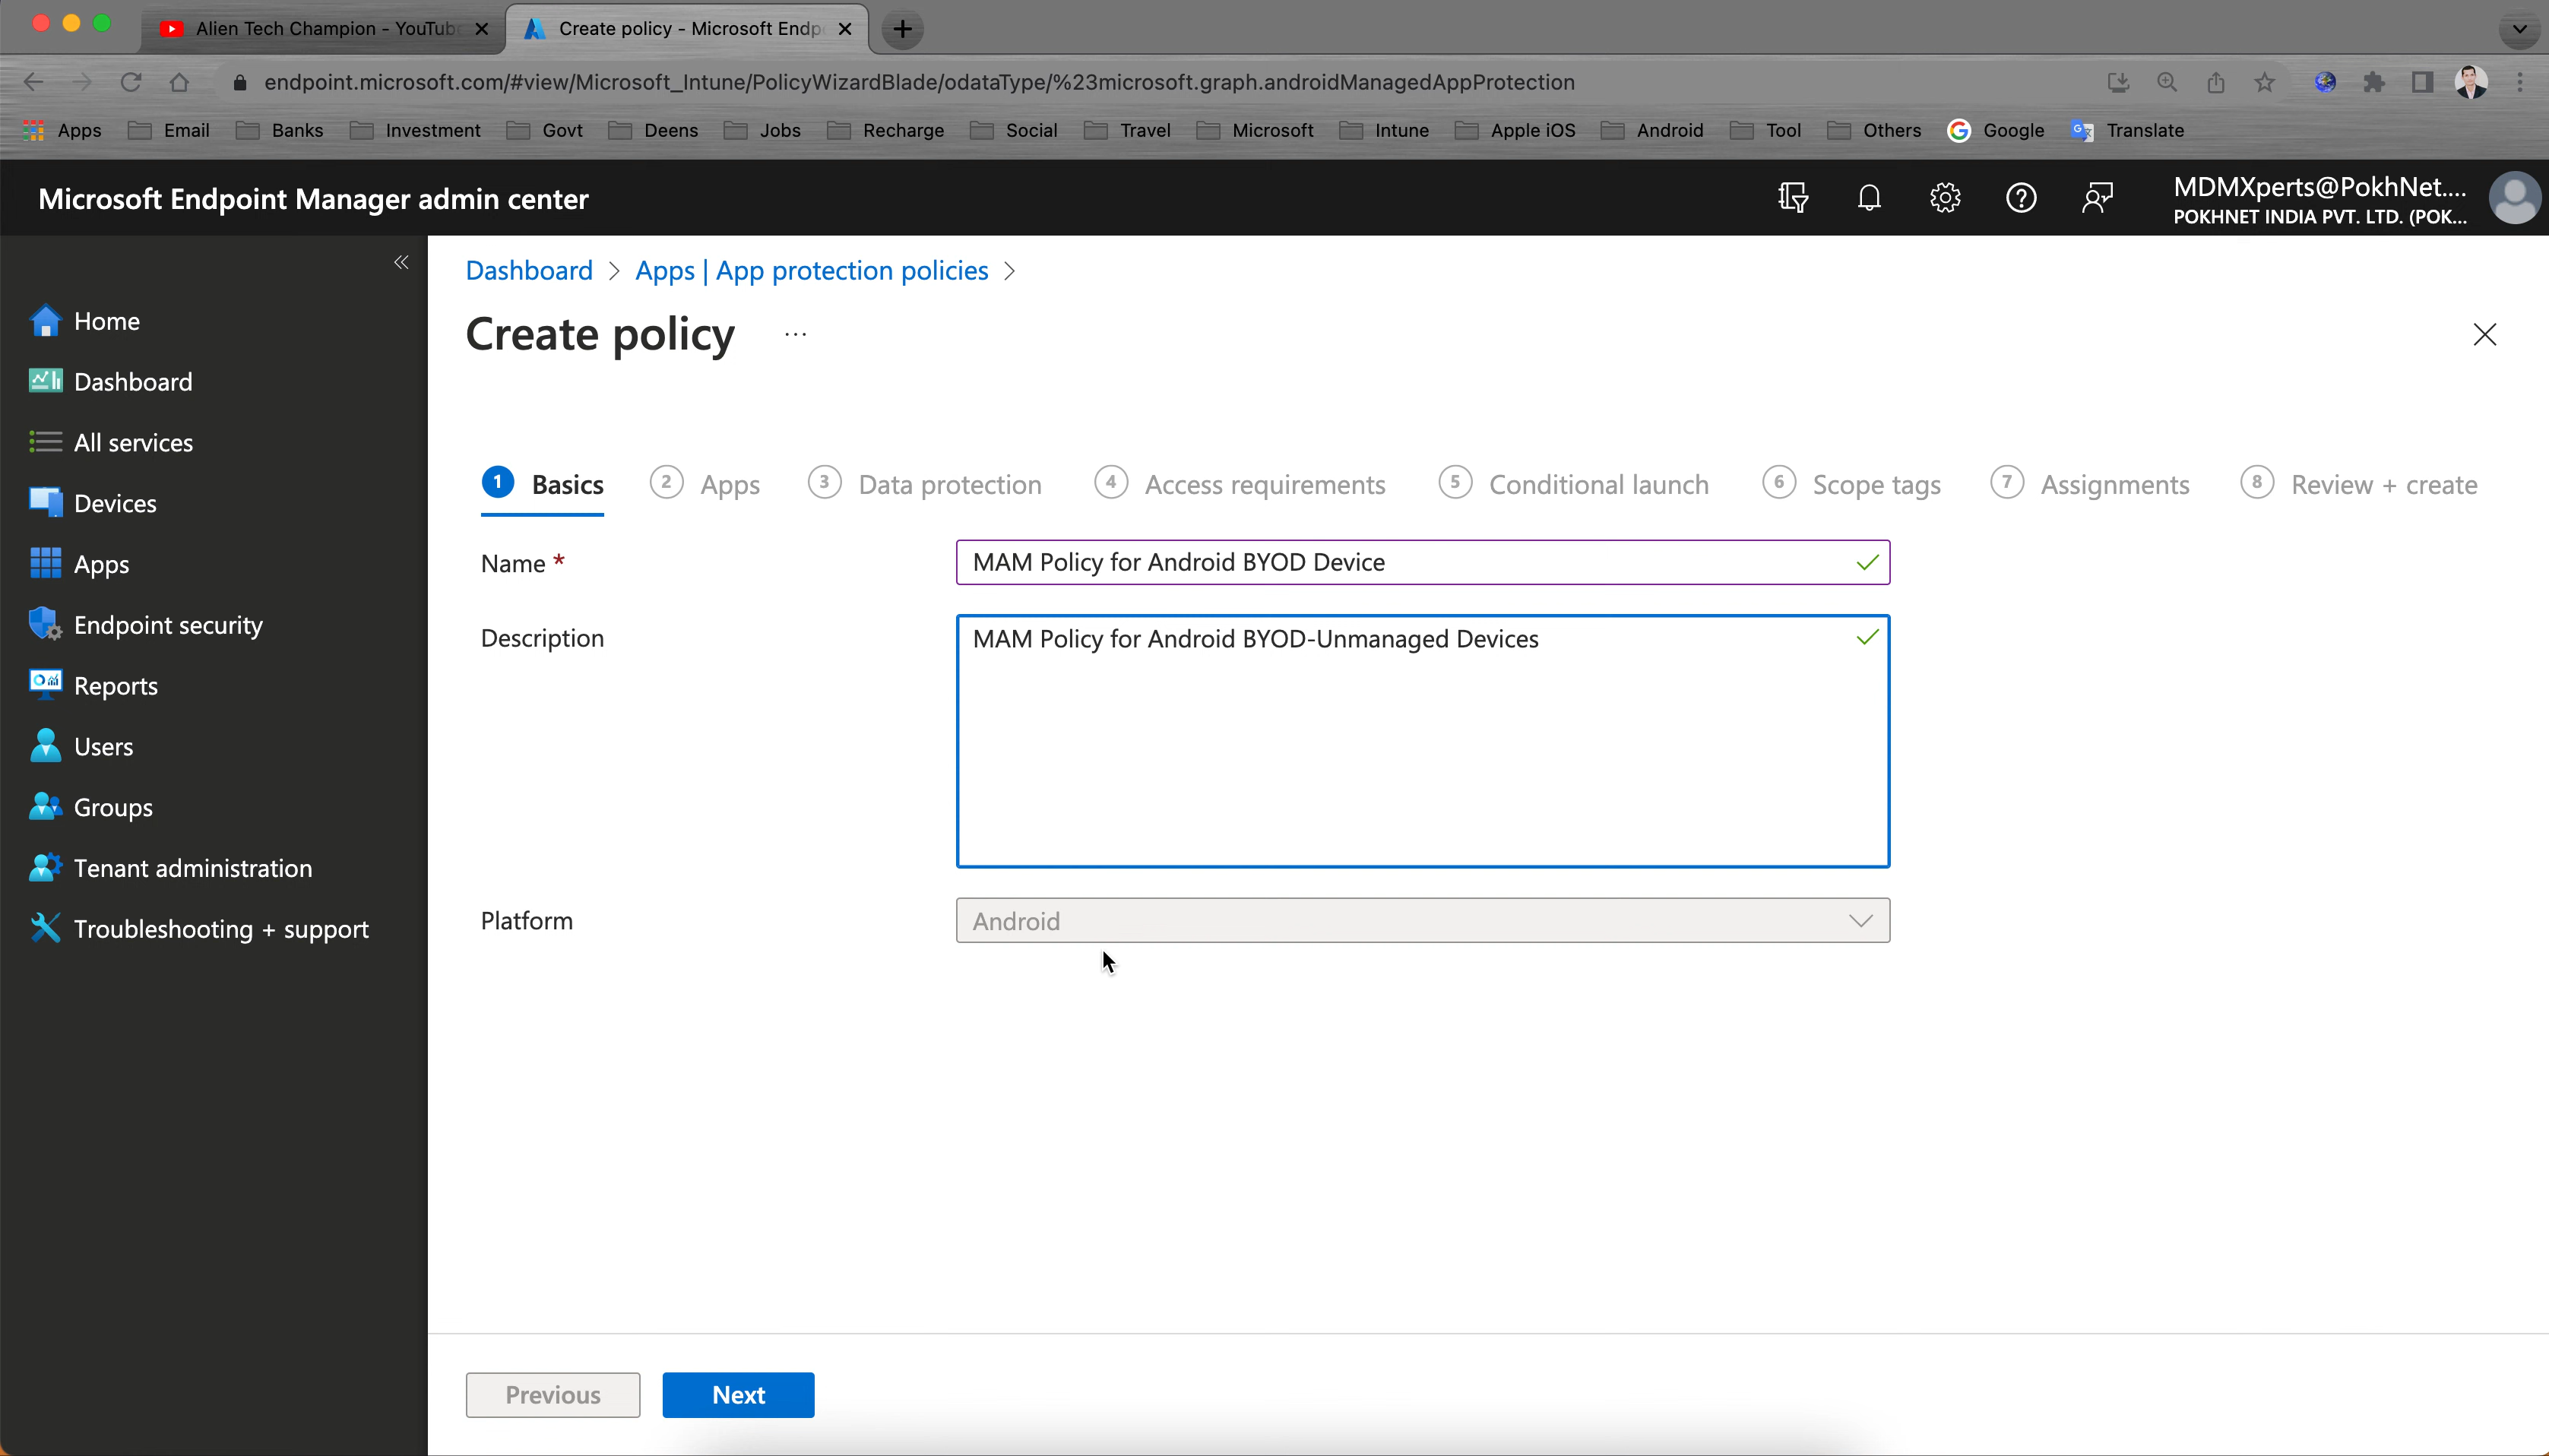 Alien Tech Champion - YouTub
Create policy - Microsoft Endp
endpoint.microsoft.com/#view/Microsoft_Intune/PolicyWizardBlade/odataType/%23microsoft.graph.androidManagedAppProtection
Apps Email Banks Investment Govt Deens Jobs Recharge Social Travel Microsoft Intune Apple iOS Android Tool Others Google Translate
Microsoft Endpoint Manager admin center
MDMXperts@PokhNet....
POKHNET INDIA PVT. LTD. (POK...
Home
Dashboard
All services
Devices
Apps
Endpoint security
Reports
Users
Groups
Tenant administration
Troubleshooting + support
Dashboard > Apps | App protection policies >
Create policy ...
1 Basics 2 Apps 3 Data protection 4 Access requirements 5 Conditional launch 6 Scope tags 7 Assignments 8 Review + create
Name * MAM Policy for Android BYOD Device
Description MAM Policy for Android BYOD-Unmanaged Devices
Platform Android
Previous Next